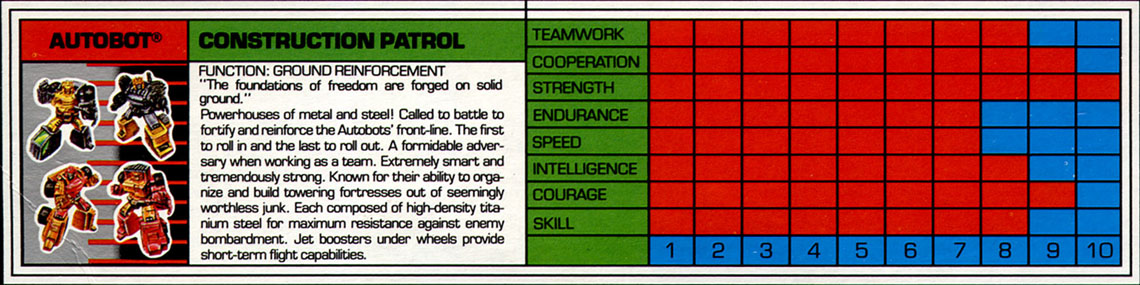 AUTOBOT®
CONSTRUCTION PATROL
FUNCTION: GROUND REINFORCEMENT
"The foundations of freedom are forged on solid
ground."
Powerhouses of metal and steel! Called to battle to
fortify and reinforce the Autobots' front-line. The first
to roll in and the last to roll out. A formidable adver-
sary when working as a team. Extremely smart and
tremendously strong. Known for their ability to orga-
nize and build towering fortresses out of seemingly
worthless junk. Each composed of high-density tita-
nium steel for maximum resistance against enemy
bombardment. Jet boosters under wheels provide
short-term flight capabilities.
TEAMWORK
COOPERATION
STRENGTH
ENDURANCE
SPEED
INTELLIGENCE
COURAGE
SKILL
1 2 3 4 5 6 7 8 9 10